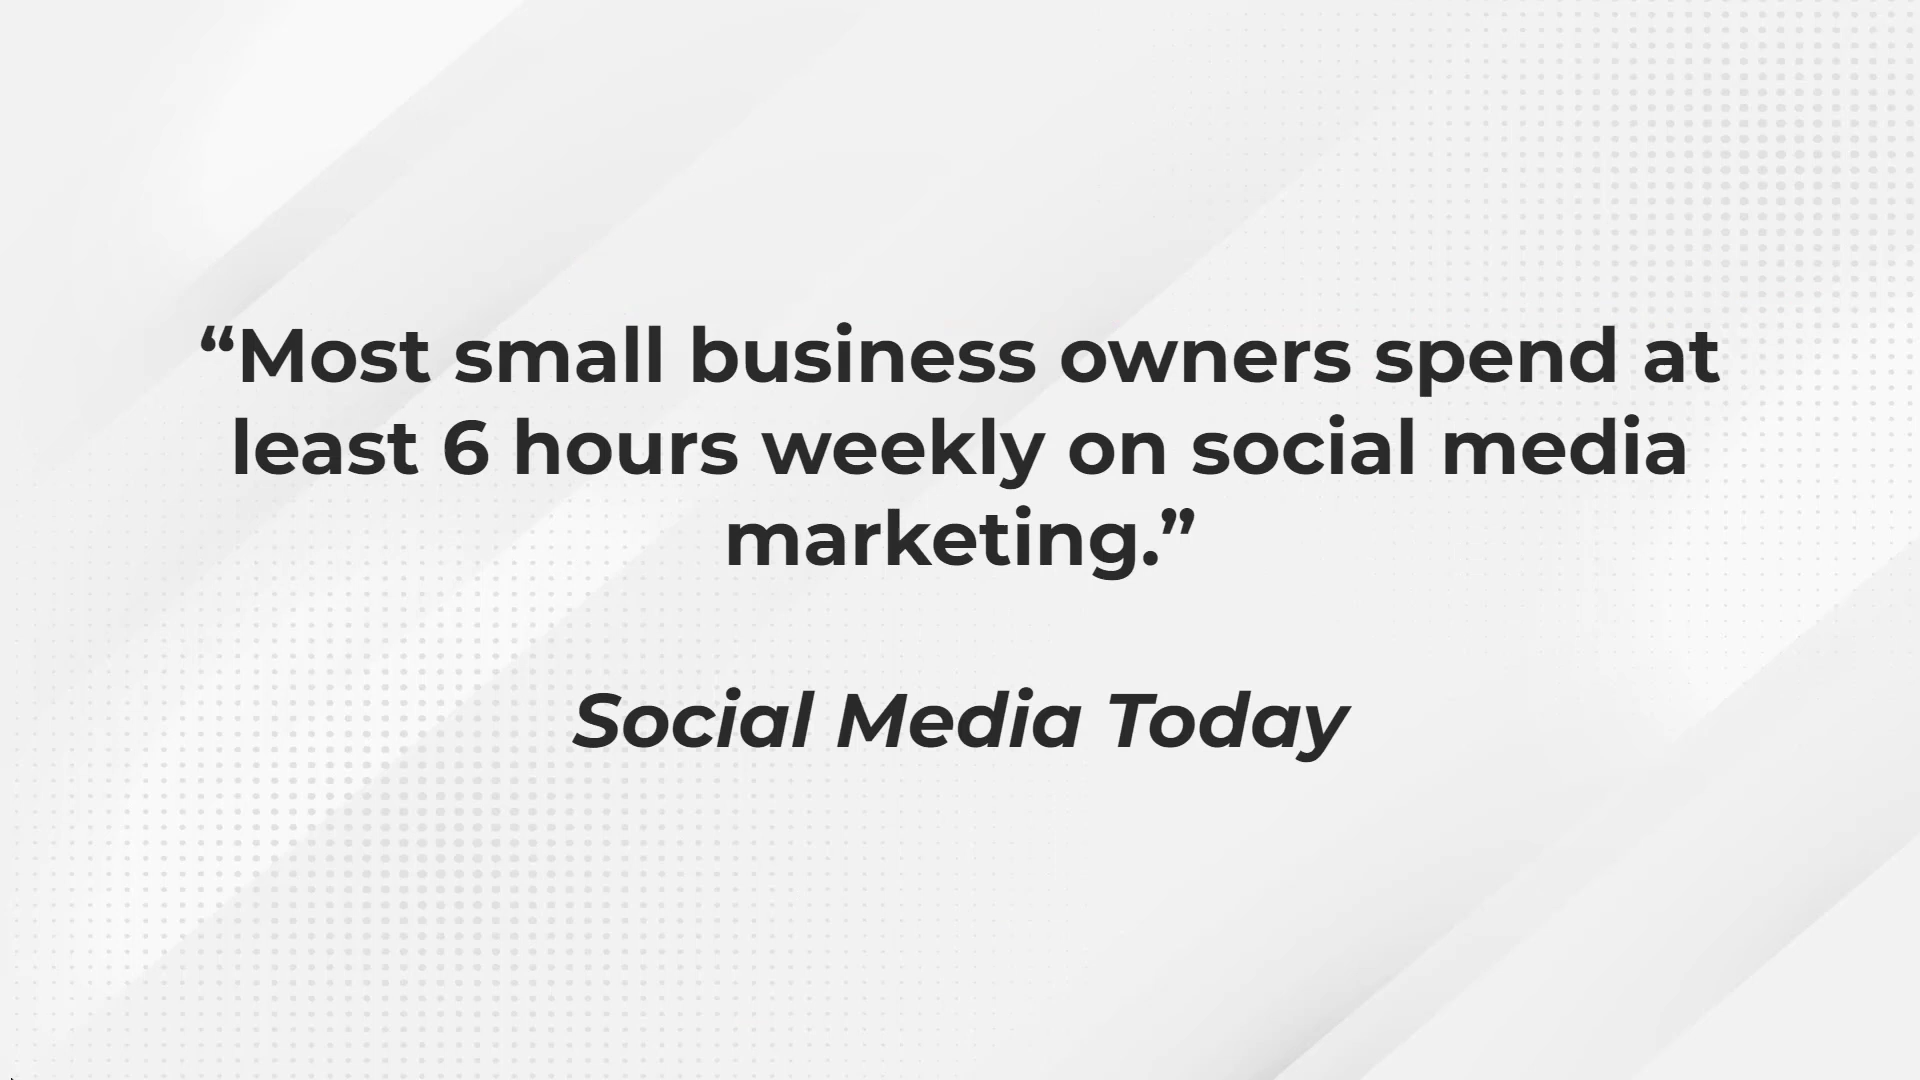 “Most small business owners spend at
least 6 hours weekly on social media
marketing.”
Social Media Today